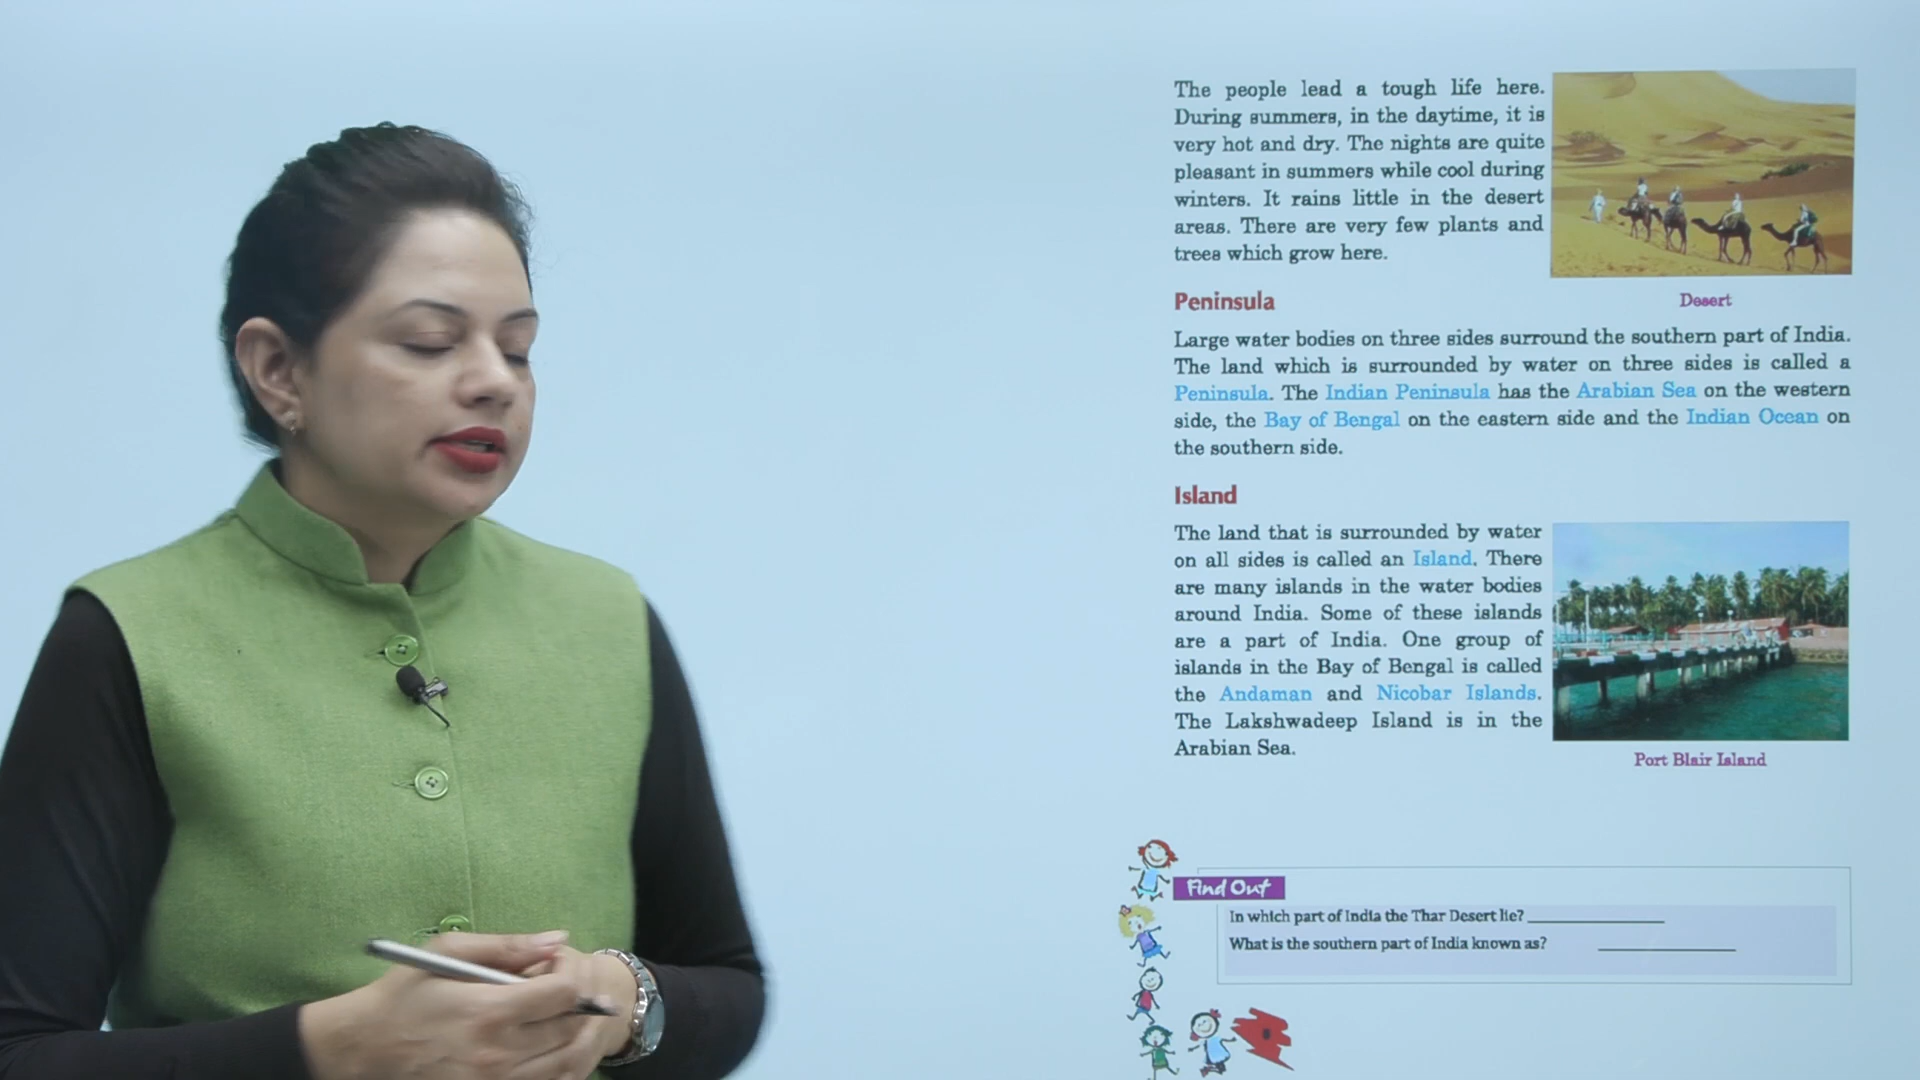 The people lead a tough life here.
During summers, in the daytime, it is
very hot and dry. The nights are quite
pleasant in summers while cool during
winters. It rains little in the desert
areas. There are very few plants and
trees which grow here.
Desert
Peninsula
Large water bodies on three sides surround the southern part of India.
The land which is surrounded by water on three sides is called a
Peninsula. The Indian Peninsula has the Arabian Sea on the western
side, the Bay of Bengal on the eastern side and the Indian Ocean on
the southern side.
Island
The land that is surrounded by water
on all sides is called an Island. There
are many islands in the water bodies
around India. Some of these islands
are a part of India. One group of
islands in the Bay of Bengal is called
the Andaman and Nicobar Islands.
The Lakshwadeep Island is in the
Arabian Sea.
Port Blair Island
Find Out
In which part of India the Thar Desert lie?
What is the southern part of India known as?